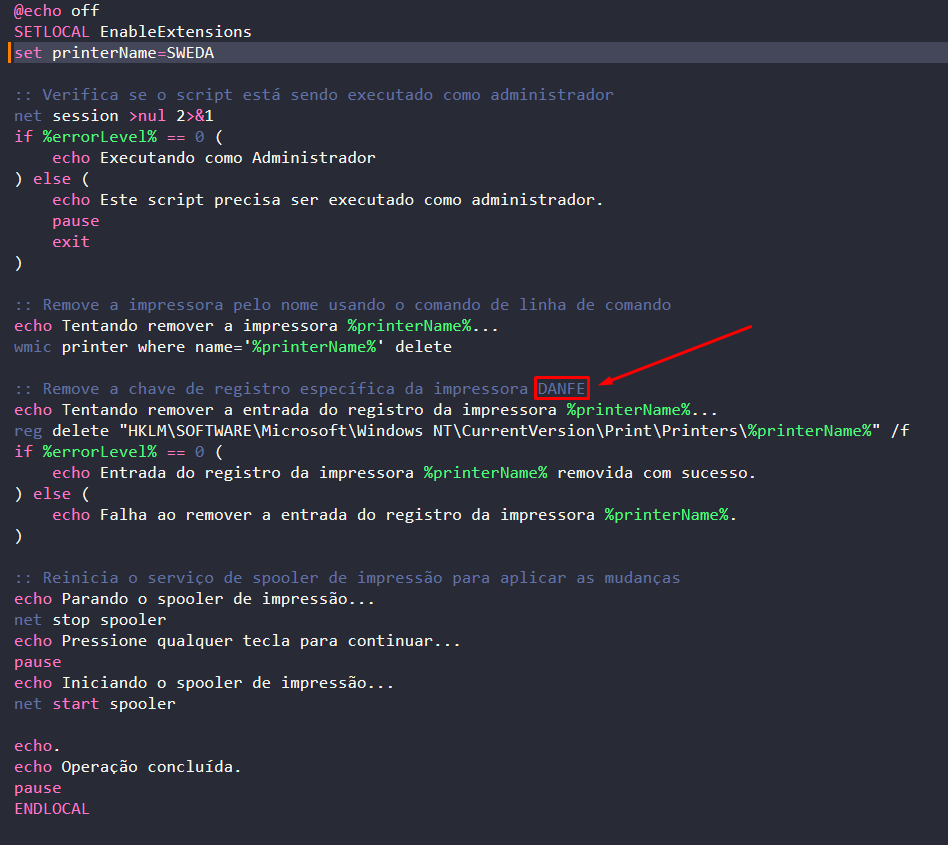 @echo off
SETLOCAL EnableExtensions
set printerName=SWEDA
:: Verifica se o script está sendo executado como administrador
net session >nul 2>&1
if %errorLevel% == 0 (
    echo Executando como Administrador
) else (
    echo Este script precisa ser executado como administrador.
    pause
    exit
)
:: Remove a impressora pelo nome usando o comando de linha de comando
echo Tentando remover a impressora %printerName%...
wmic printer where name='%printerName%' delete
:: Remove a chave de registro específica da impressora DANFE
echo Tentando remover a entrada do registro da impressora %printerName%...
reg delete "HKLM\SOFTWARE\Microsoft\Windows NT\CurrentVersion\Print\Printers\%printerName%" /f
if %errorLevel% == 0 (
    echo Entrada do registro da impressora %printerName% removida com sucesso.
) else (
    echo Falha ao remover a entrada do registro da impressora %printerName%.
)
:: Reinicia o serviço de spooler de impressão para aplicar as mudanças
echo Parando o spooler de impressão...
net stop spooler
echo Pressione qualquer tecla para continuar...
pause
echo Iniciando o spooler de impressão...
net start spooler
echo.
echo Operação concluída.
pause
ENDLOCAL